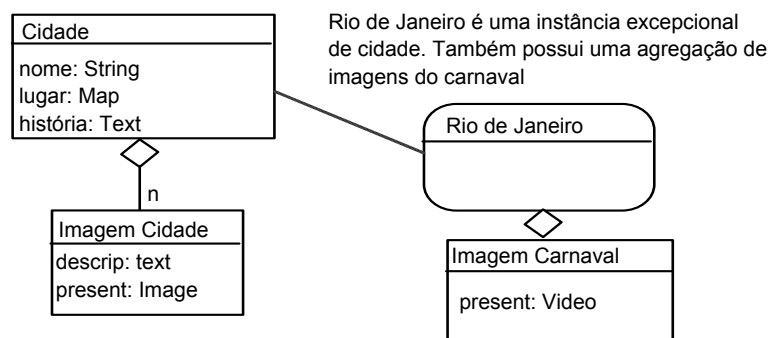 Cidade
nome: String
lugar: Map
história: Text
Rio de Janeiro é uma instância excepcional
de cidade. Também possui uma agregação de
imagens do carnaval
Rio de Janeiro
n
Imagem Cidade
descrip: text
present: Image
Imagem Carnaval
present: Video